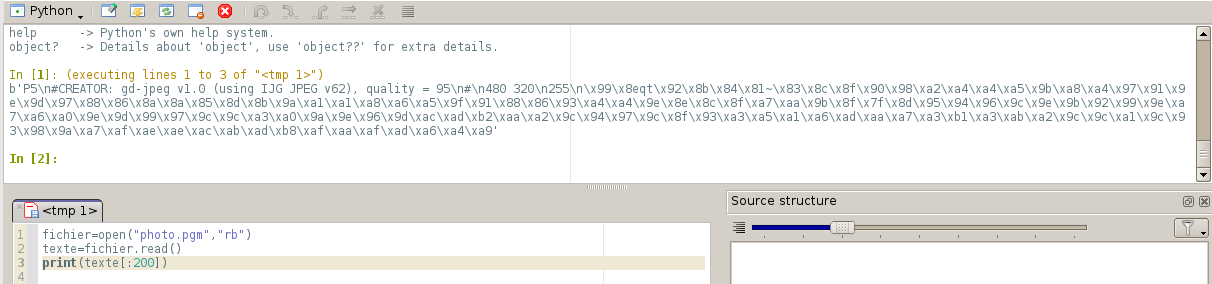 Python
help      -> Python's own help system.
object?   -> Details about 'object', use 'object??' for extra details.
In [1]: (executing lines 1 to 3 of "<tmp 1>")
b'P5\n#CREATOR: gd-jpeg v1.0 (using IJG JPEG v62), quality = 95\n#\n480 320\n255\n\x99\x8eqt\x92\x8b\x84\x81~\x83\x8c\x8f\x90\x98\xa2\xa4\xa4\xa5\x9b\xa8\xa4\x97\x91\x9
e\x9d\x97\x88\x86\x8a\x8a\x85\x8d\x8b\x9a\xa1\xa1\xa8\xa6\xa5\x9f\x91\x88\x86\x93\xa4\xa4\x9e\x8e\x8c\x8f\x7a\xaa\x9b\x8f\x7f\x8d\x95\x94\x96\x9c\x9e\x9b\x92\x99\x9e\xa
7\xa6\xa0\x9e\x9d\x99\x97\x9c\x9c\xa3\xa0\x9a\x9e\x96\x9d\xac\xad\xb2\xaa\xa2\x9c\x94\x97\x9c\x8f\x93\xa3\xa5\xa1\xa6\xad\xaa\xa7\xa3\xb1\xa3\xab\xa2\x9c\x9c\xa1\x9c\x9
3\x98\x9a\xa7\xaf\xae\xae\xac\xab\xad\xb8\xaf\xaa\xaf\xad\xa6\xa4\xa9'
In [2]:
<tmp 1>
Source structure
1 fichier=open("photo.pgm","rb")
2 texte=fichier.read()
3 print(texte[:200])
4